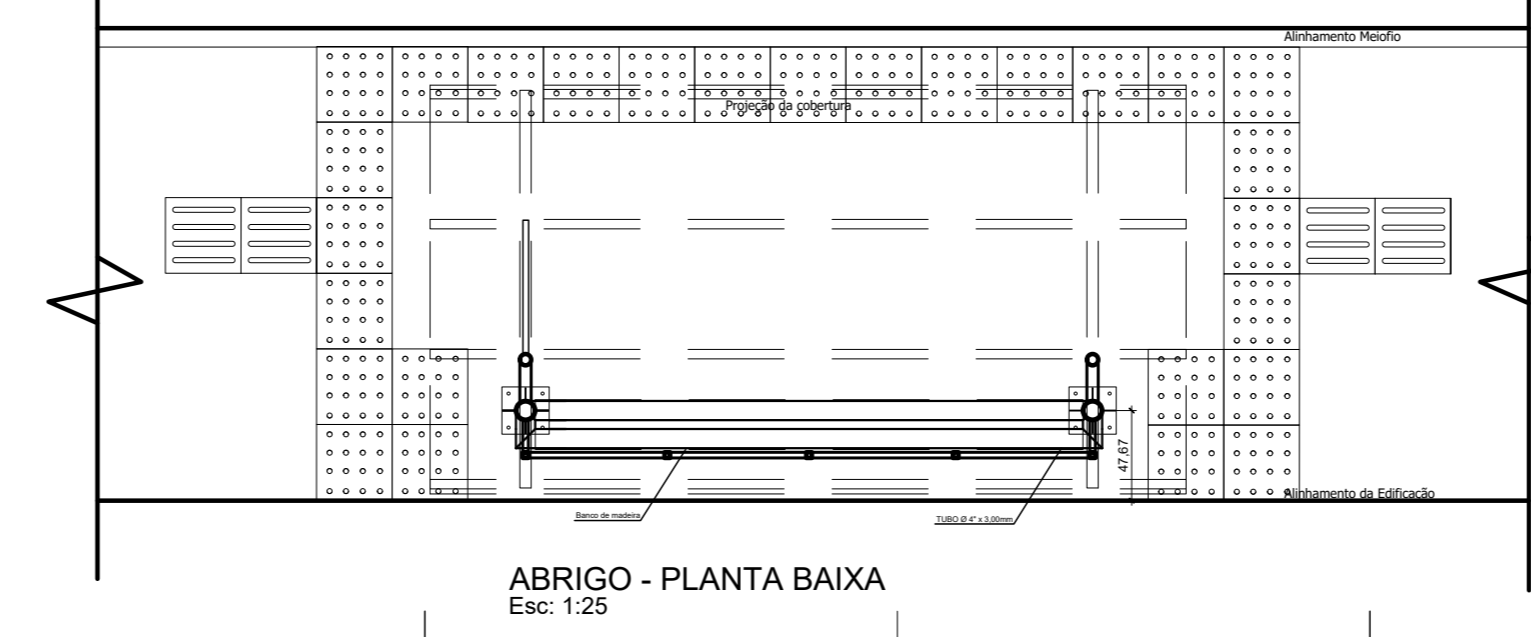 Alinhamento Meiofio
Projeção da cobertura
47,67
Alinhamento da Edificacão
Banco de madeira
TUBO Ø 4" x 3,00mm
ABRIGO - PLANTA BAIXA
Esc: 1:25